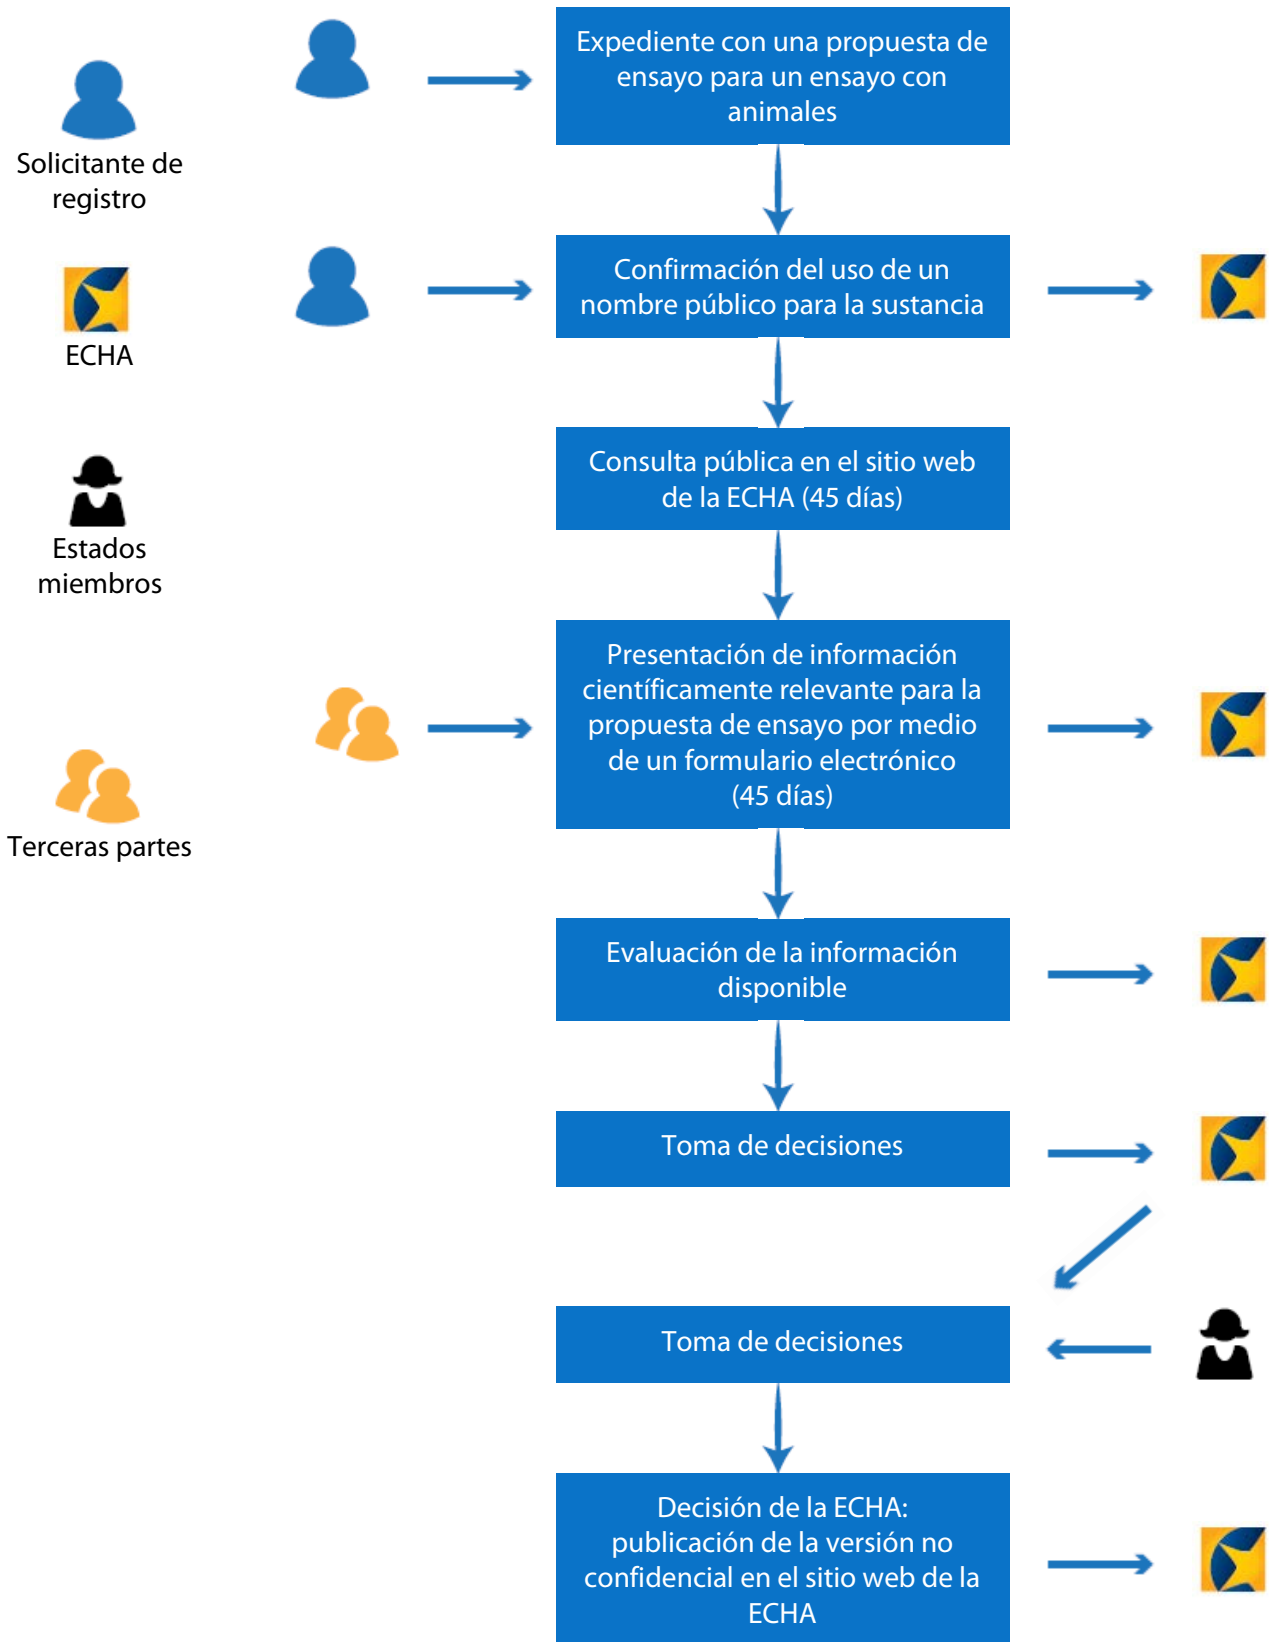 Solicitante de
registro
ECHA
Estados
miembros
Terceras partes
Expediente con una propuesta de
ensayo para un ensayo con
animales
Confirmación del uso de un
nombre público para la sustancia
Consulta pública en el sitio web
de la ECHA (45 días)
Presentación de información
científicamente relevante para la
propuesta de ensayo por medio
de un formulario electrónico
(45 días)
Evaluación de la información
disponible
Toma de decisiones
Toma de decisiones
Decisión de la ECHA:
publicación de la versión no
confidencial en el sitio web de la
ECHA